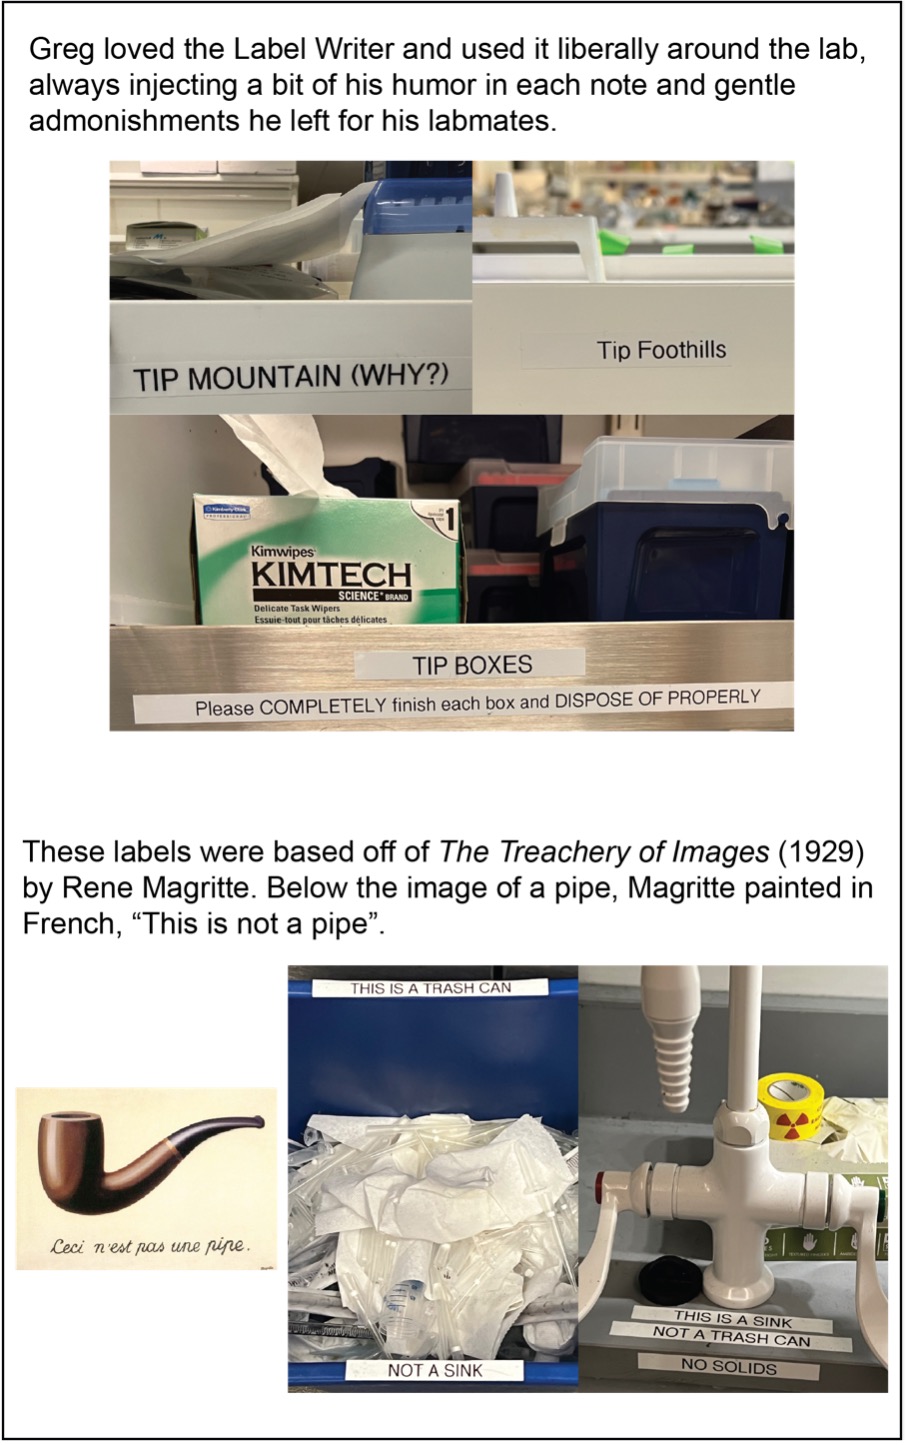 Greg loved the Label Writer and used it liberally around the lab,
always injecting a bit of his humor in each note and gentle
admonishments he left for his labmates.
TIP MOUNTAIN (WHY?)
Tip Foothills
Kimberly-Clark
PROFESSIONAL
1
Kimwipes
KIMTECH
SCIENCE BRAND
Delicate Task Wipers
Essuie-tout pour tâches délicates
TIP BOXES
Please COMPLETELY finish each box and DISPOSE OF PROPERLY
These labels were based off of The Treachery of Images (1929)
by Rene Magritte. Below the image of a pipe, Magritte painted in
French, “This is not a pipe”.
Ceci n'est pas une pipe.
THIS IS A TRASH CAN
NOT A SINK
THIS IS A SINK
NOT A TRASH CAN
NO SOLIDS